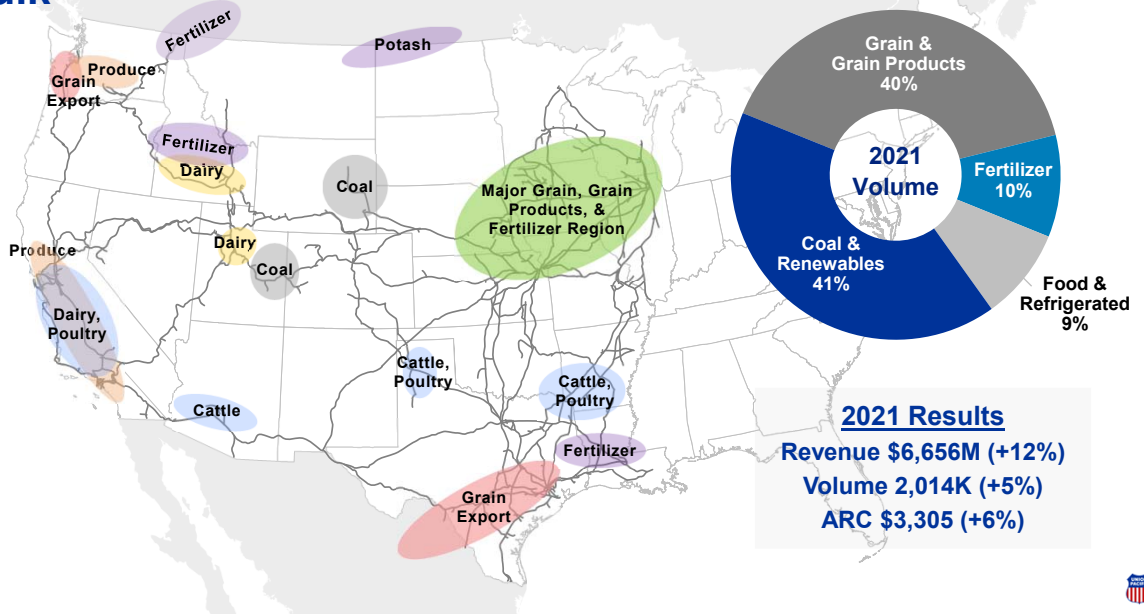 Fertilizer
Potash
Produce
Grain
Export
Fertilizer
Dairy
Coal
Major Grain, Grain
Products, &
Fertilizer Region
Dairy
Coal
Produce
Dairy,
Poultry
Cattle,
Poultry
Cattle,
Poultry
Cattle
Fertilizer
Grain
Export
Grain &
Grain Products
40%
2021
Volume
Fertilizer
10%
Coal &
Renewables
41%
Food &
Refrigerated
9%
2021 Results
Revenue $6,656M (+12%)
Volume 2,014K (+5%)
ARC $3,305 (+6%)
UNION
PACIFIC